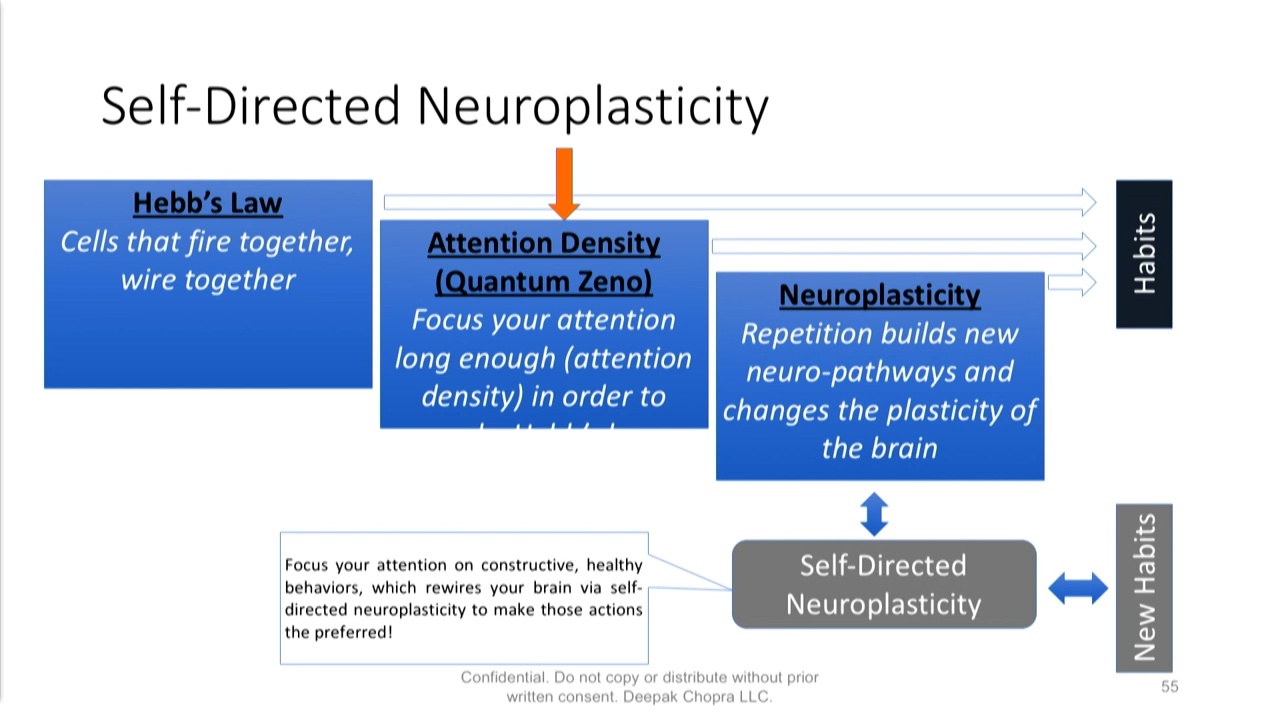 Self-Directed Neuroplasticity
Hebb’s Law
Cells that fire together,
wire together
Attention Density
(Quantum Zeno)
Focus your attention
long enough (attention
density) in order to
Neuroplasticity
Repetition builds new
neuro-pathways and
changes the plasticity of
the brain
Habits
Focus your attention on constructive, healthy
behaviors, which rewires your brain via self-
directed neuroplasticity to make those actions
the preferred!
Self-Directed
Neuroplasticity
New Habits
Confidential. Do not copy or distribute without prior
written consent. Deepak Chopra LLC.
55